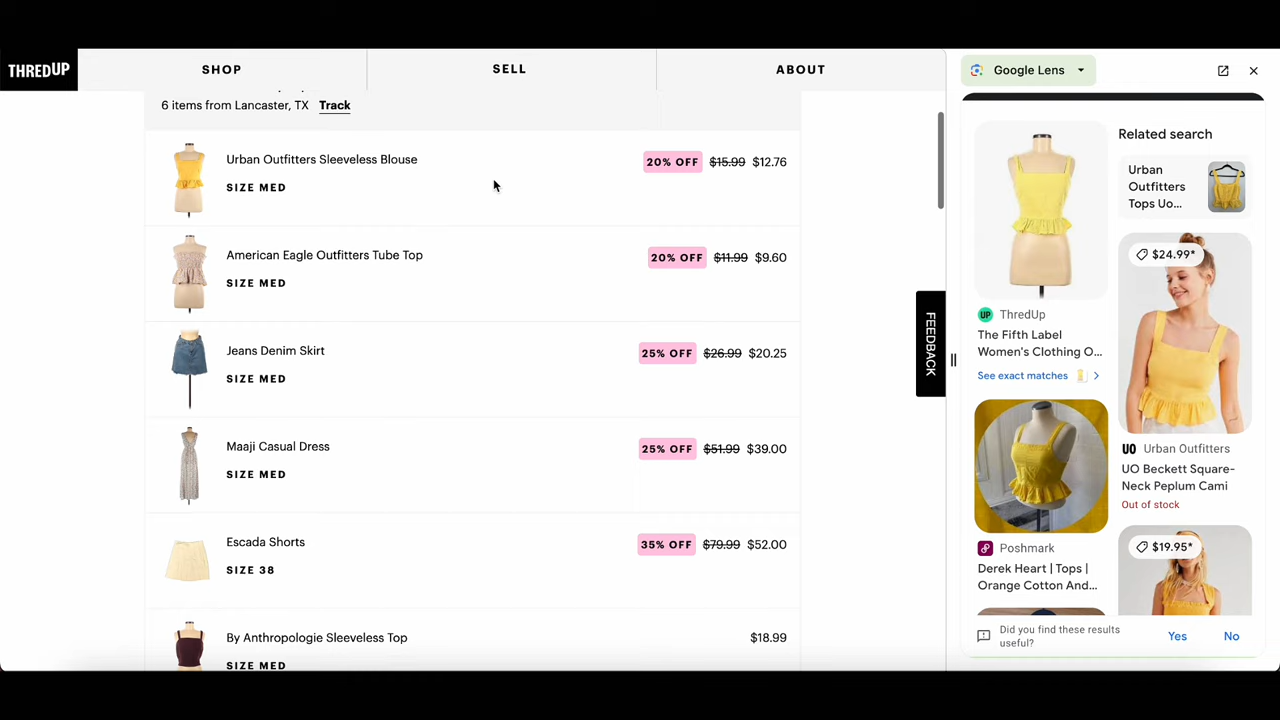 THREDUP
SHOP
SELL
ABOUT
6 items from Lancaster, TX Track
Urban Outfitters Sleeveless Blouse
SIZE MED
20% OFF $15.99 $12.76
American Eagle Outfitters Tube Top
SIZE MED
20% OFF $11.99 $9.60
Jeans Denim Skirt
SIZE MED
25% OFF $26.99 $20.25
Maaji Casual Dress
SIZE MED
25% OFF $51.99 $39.00
Escada Shorts
SIZE 38
35% OFF $79.99 $52.00
By Anthropologie Sleeveless Top
SIZE MED
$18.99
FEEDBACK
Google Lens
UP ThredUp
The Fifth Label
Women's Clothing O...
See exact matches
Poshmark
Derek Heart | Tops |
Orange Cotton And...
Related search
Urban
Outfitters
Tops Uo...
$24.99*
UO Urban Outfitters
UO Beckett Square-
Neck Peplum Cami
Out of stock
$19.95*
Did you find these results
useful?
Yes
No